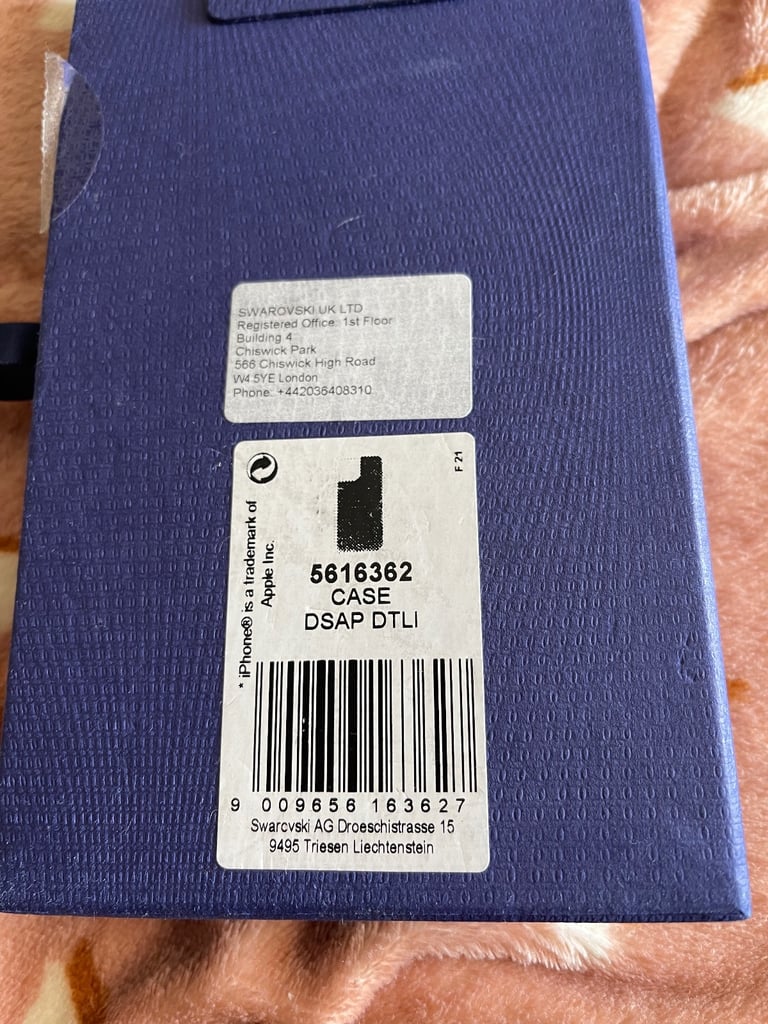 SWAROVSKI UK LTD
Registered Office: 1st Floor
Building 4
Chiswick Park
566 Chiswick High Road
W4 5YE London
Phone: +442036408310
F 21
* iPhone® is a trademark of
Apple Inc.
5616362
CASE
DSAP DTLI
9 009656 163627
Swarovski AG Droeschistrasse 15
9495 Triesen Liechtenstein